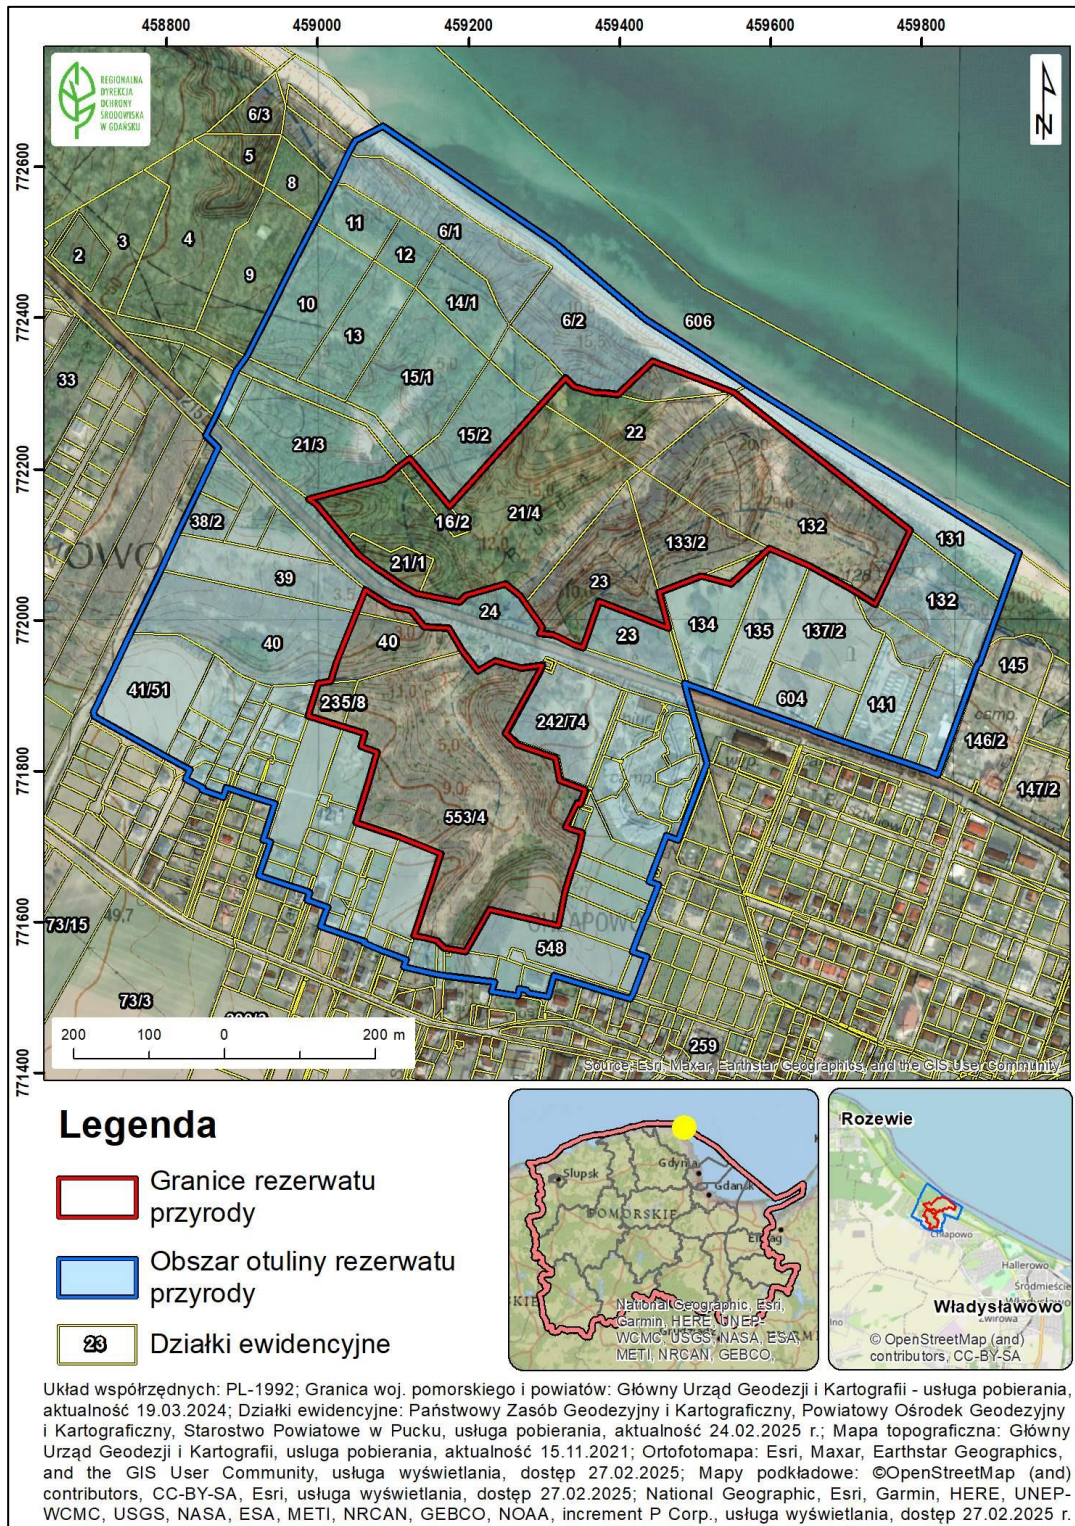 458800 459000 459200 459400 459600 459800
REGIONALNA
DYREKCJA
OCHRONY
ŚRODOWISKA
W GDAŃSKU
N
772600
772400
772200
772000
771800
771600
771400
6/3
5
8
11
6/1
12
2
3
4
9
10
14/1
6/2
606
13
33
15/1
15/2
22
21/3
16/2
21/4
132
131
38/2
133/2
21/1
39
23
24
132
23
134
135
137/2
40
40
145
41/51
235/8
242/74
604
141
146/2
147/2
553/4
CHŁAPOWO
73/15
49,7
548
73/3
259
200 100 0 200 m
Source: Esri, Maxar, Earthstar Geographics, and the GIS User Community
Legenda
Granice rezerwatu
przyrody
Obszar otuliny rezerwatu
przyrody
23
Działki ewidencyjne
Słupsk
Gdynia
Gdańsk
POMORSKIE
Elbląg
National Geographic, Esri,
Garmin, HERE, UNEP-
WCMC, USGS, NASA, ESA,
METI, NRCAN, GEBCO,
Rozewie
Chłapowo
Hallerowo
Władysławowo
Żwirowa
© OpenStreetMap (and)
contributors, CC-BY-SA
Układ współrzędnych: PL-1992; Granica woj. pomorskiego i powiatów: Główny Urząd Geodezji i Kartografii - usługa pobierania,
aktualność 19.03.2024; Działki ewidencyjne: Państwowy Zasób Geodezyjny i Kartograficzny, Powiatowy Ośrodek Geodezyjny
i Kartograficzny, Starostwo Powiatowe w Pucku, usługa pobierania, aktualność 24.02.2025 r.; Mapa topograficzna: Główny
Urząd Geodezji i Kartografii, usluga pobierania, aktualność 15.11.2021; Ortofotomapa: Esri, Maxar, Earthstar Geographics,
and the GIS User Community, usługa wyświetlania, dostęp 27.02.2025; Mapy podkładowe: ©OpenStreetMap (and)
contributors, CC-BY-SA, Esri, usługa wyświetlania, dostęp 27.02.2025; National Geographic, Esri, Garmin, HERE, UNEP-
WCMC, USGS, NASA, ESA, METI, NRCAN, GEBCO, NOAA, increment P Corp., usługa wyświetlania, dostęp 27.02.2025 r.